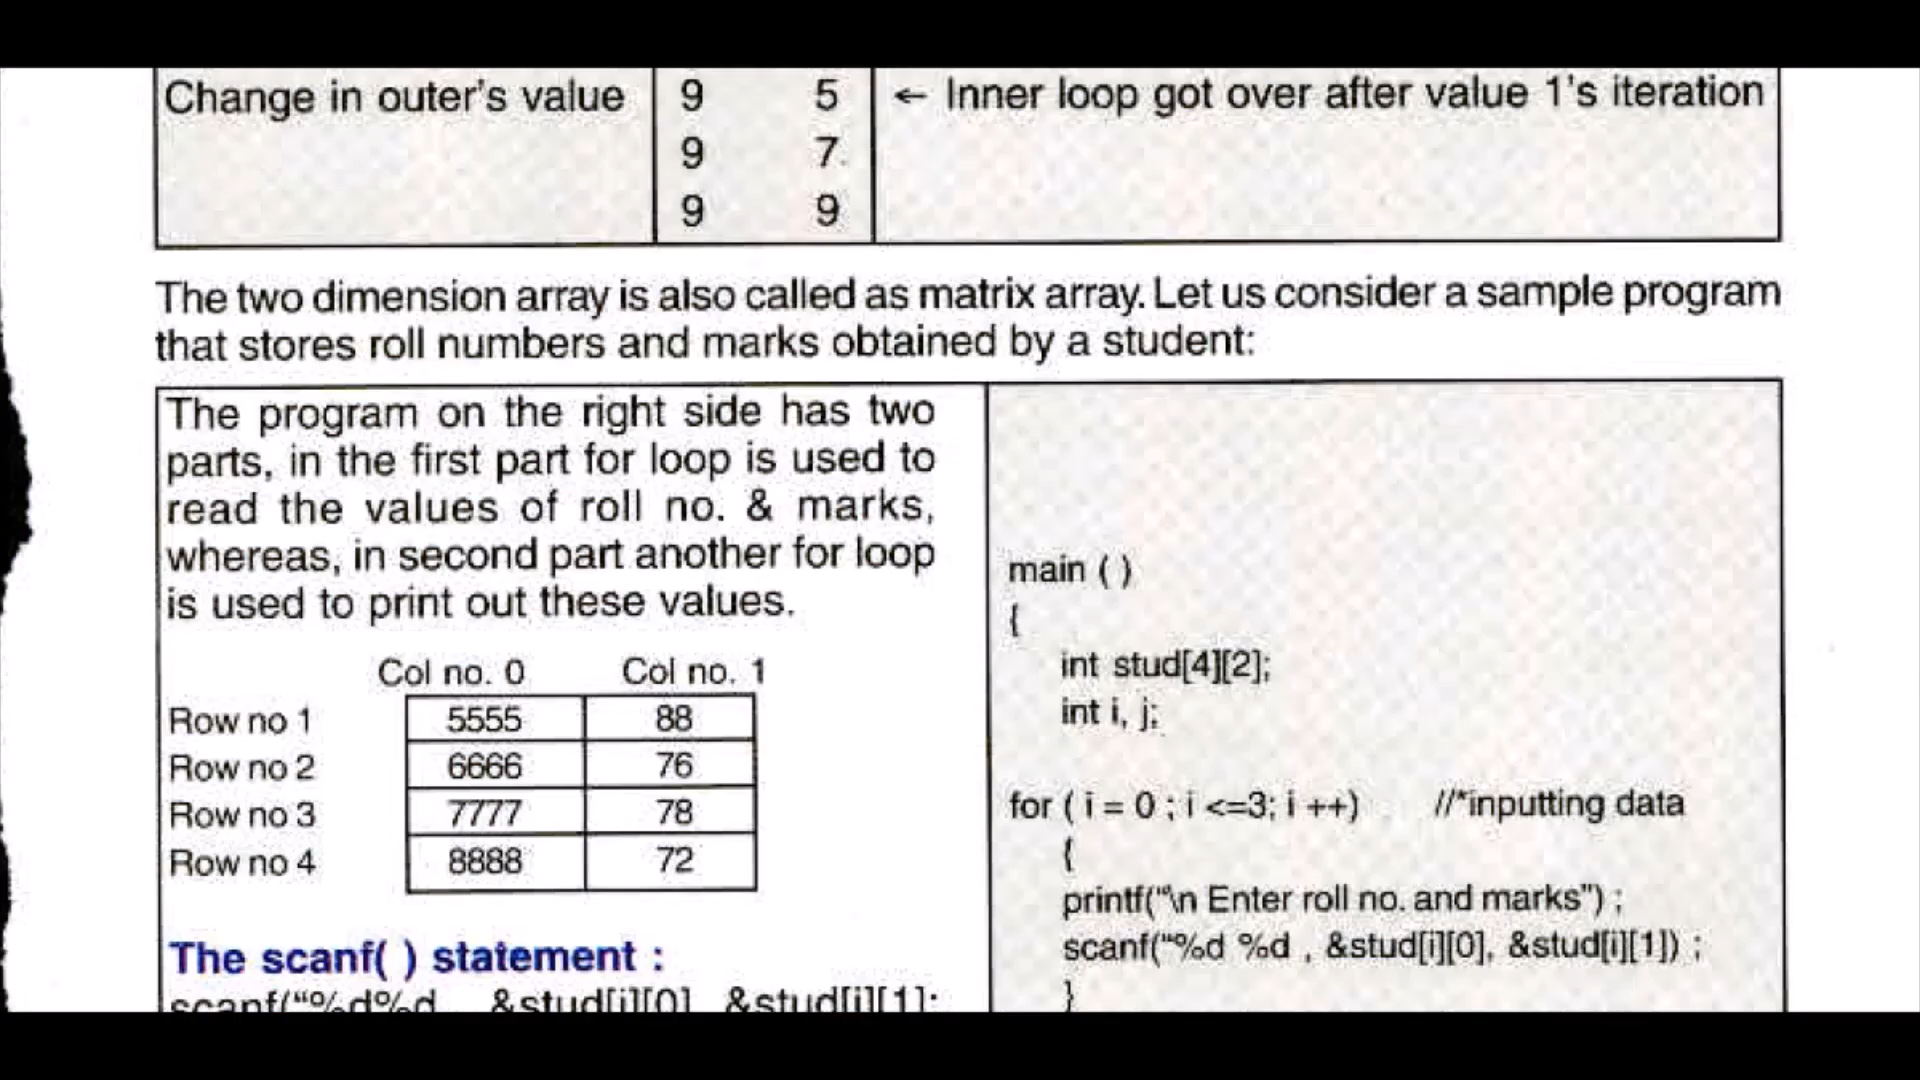 Change in outer's value 9 5 ← Inner loop got over after value 1's iteration
9 7
9 9
The two dimension array is also called as matrix array. Let us consider a sample program
that stores roll numbers and marks obtained by a student:
The program on the right side has two
parts, in the first part for loop is used to
read the values of roll no. & marks,
whereas, in second part another for loop
is used to print out these values.
Col no. 0 Col no. 1
Row no 1 5555 88
Row no 2 6666 76
Row no 3 7777 78
Row no 4 8888 72
The scanf( ) statement :
scanf("%d%d , &stud[i][0], &stud[i][1];
main ( )
{
int stud[4][2];
int i, j;
for ( i = 0 ; i <=3; i ++) //*inputting data
{
printf("\n Enter roll no. and marks") ;
scanf("%d %d , &stud[i][0], &stud[i][1]) ;
}